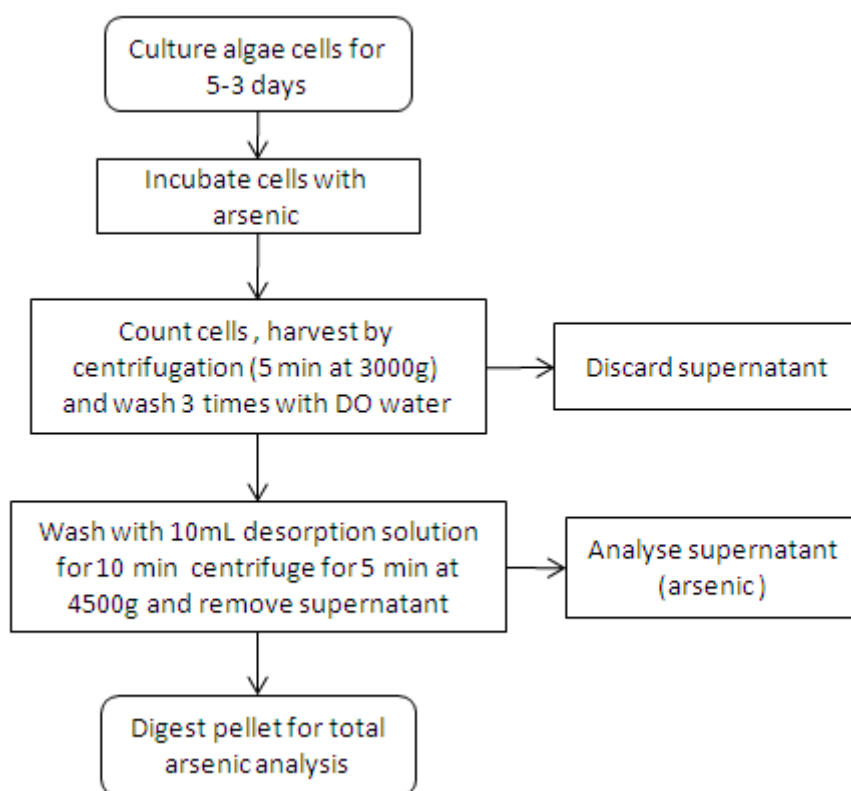 Culture algae cells for
5-3 days
Incubate cells with
arsenic
Count cells , harvest by
centrifugation (5 min at 3000g)
and wash 3 times with DO water
Discard supernatant
Wash with 10mL desorption solution
for 10 min centrifuge for 5 min at
4500g and remove supernatant
Analyse supernatant
(arsenic )
Digest pellet for total
arsenic analysis